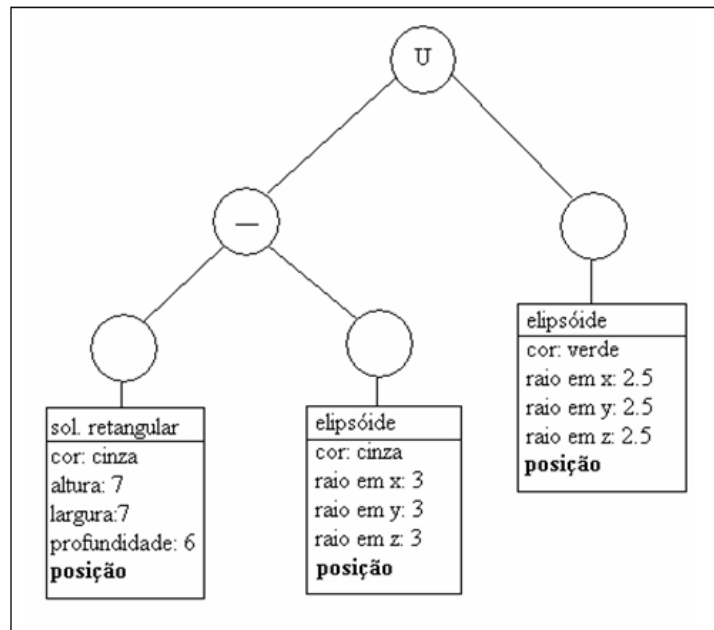 U
—
elipsóide
cor: verde
raio em x: 2.5
raio em y: 2.5
raio em z: 2.5
posição
sol. retangular
cor: cinza
altura: 7
largura:7
profundidade: 6
posição
elipsóide
cor: cinza
raio em x: 3
raio em y: 3
raio em z: 3
posição